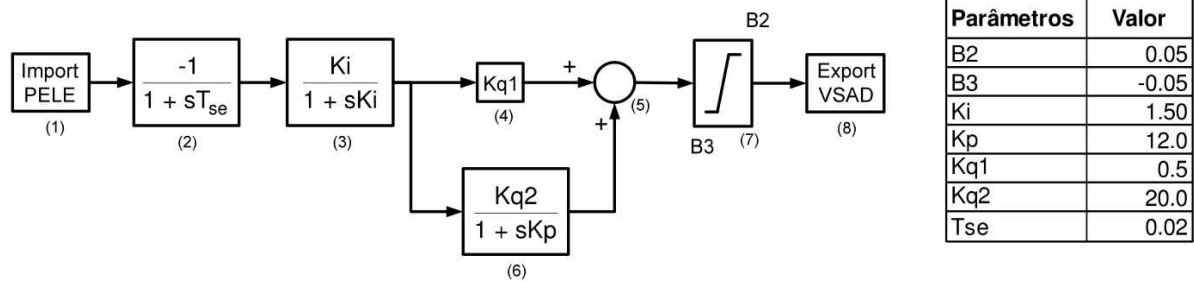 Import
PELE
(1)
-1
1 + sTse
(2)
Ki
1 + sKi
(3)
Kq1
(4)
+
+
(5)
Kq2
1 + sKp
(6)
B2
B3
(7)
Export
VSAD
(8)
Parâmetros Valor
B2 0.05
B3 -0.05
Ki 1.50
Kp 12.0
Kq1 0.5
Kq2 20.0
Tse 0.02